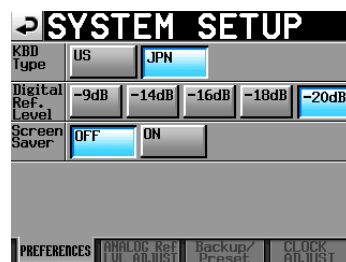 SYSTEM SETUP
KBD
Type
US
JPN
Digital
Ref.
Level
-9dB
-14dB
-16dB
-18dB
-20dB
Screen
Saver
OFF
ON
PREFERENCES
ANALOG Ref
LVL ADJUST
Backup/
Preset
CLOCK
ADJUST